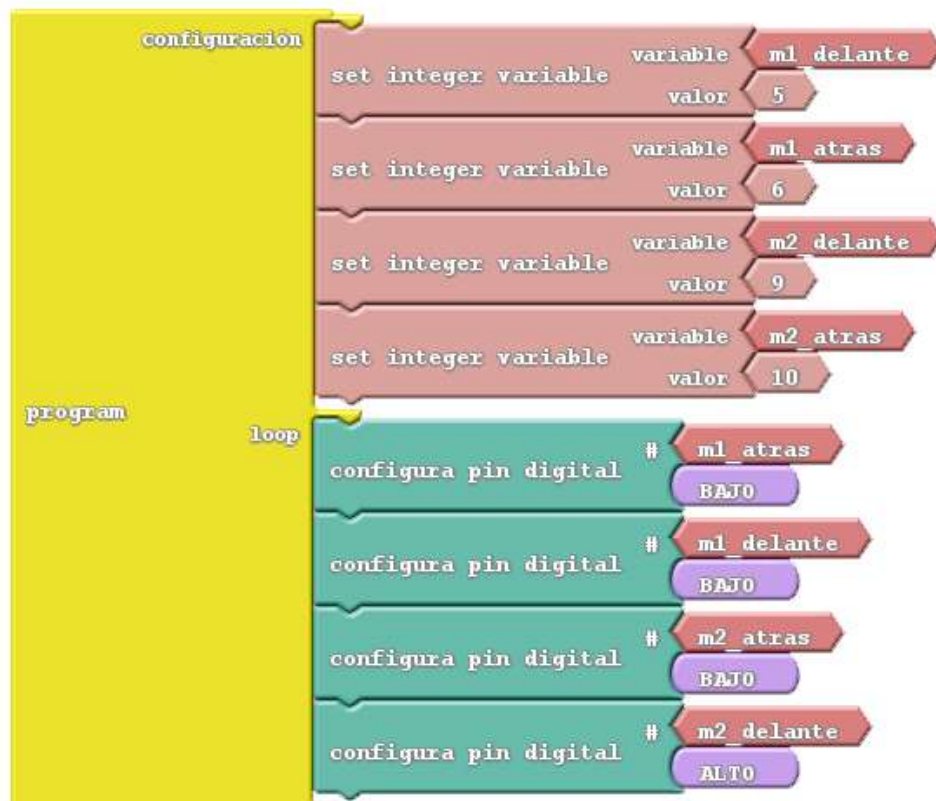 configuración
set integer variable
variable
m1_delante
valor
5
set integer variable
variable
m1_atras
valor
6
set integer variable
variable
m2_delante
valor
9
set integer variable
variable
m2_atras
valor
10
program
loop
configura pin digital
#
m1_atras
BAJO
configura pin digital
#
m1_delante
BAJO
configura pin digital
#
m2_atras
BAJO
configura pin digital
#
m2_delante
ALTO